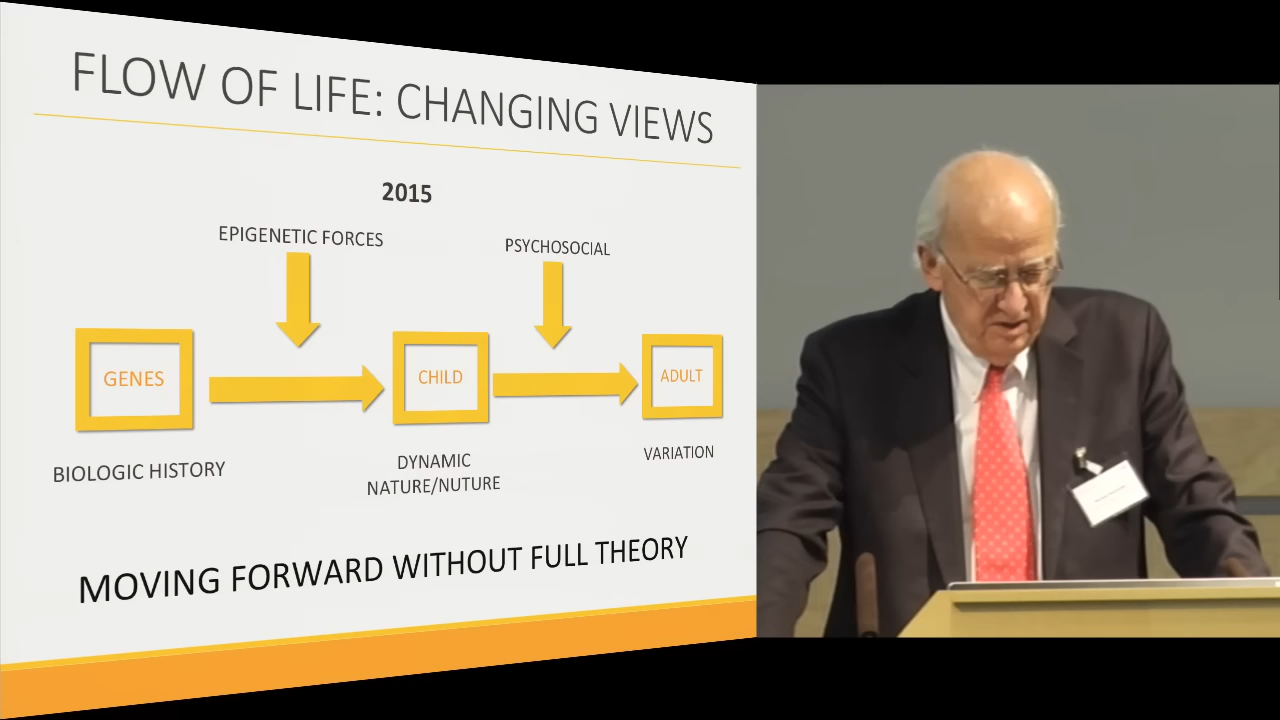 FLOW OF LIFE: CHANGING VIEWS
2015
EPIGENETIC FORCES
PSYCHOSOCIAL
GENES
CHILD
ADULT
BIOLOGIC HISTORY
DYNAMIC
NATURE/NUTURE
VARIATION
MOVING FORWARD WITHOUT FULL THEORY